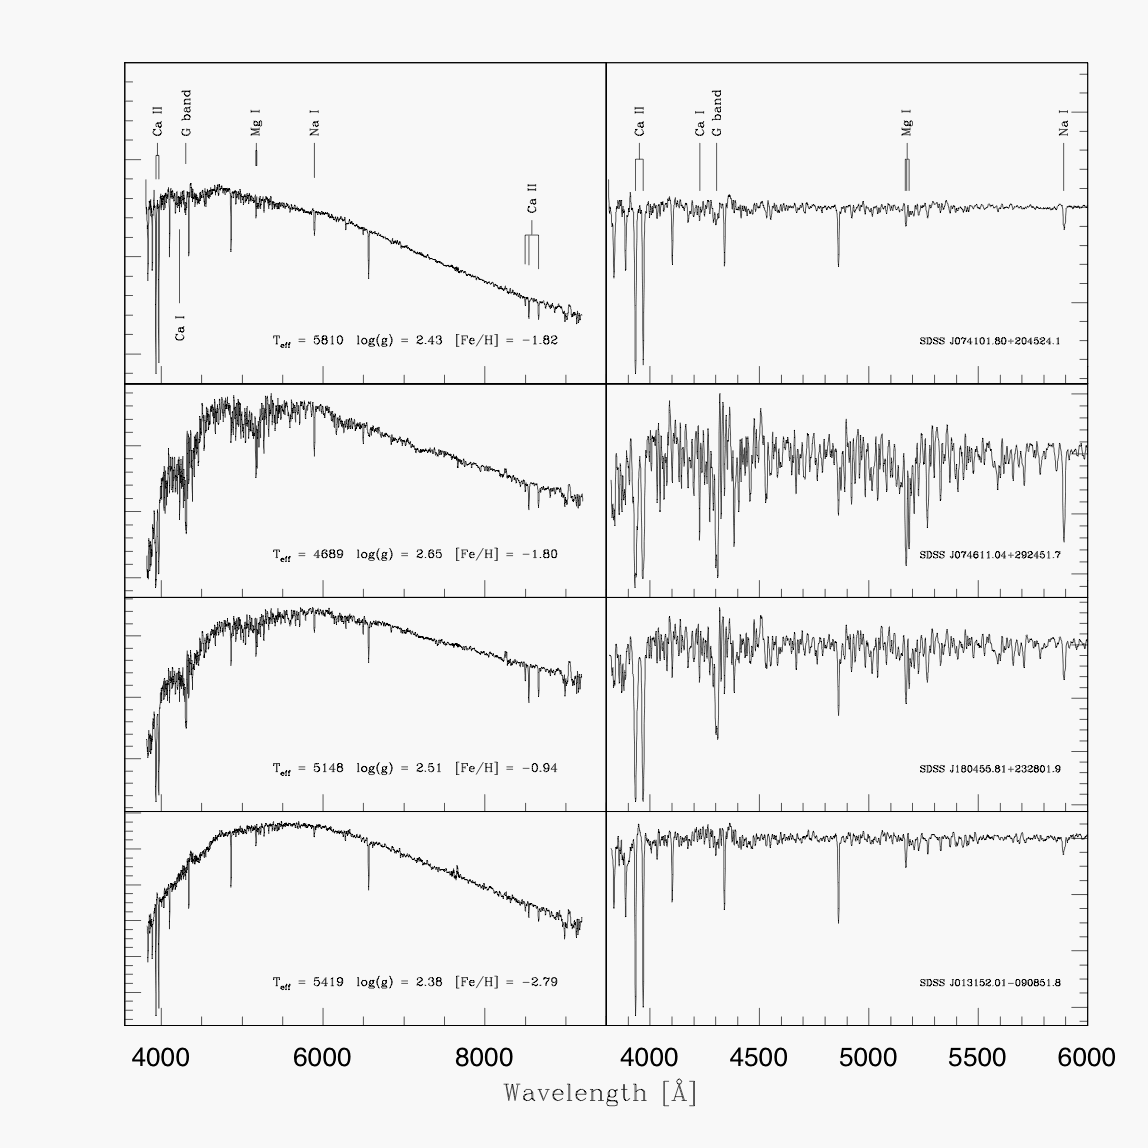 Ca II
G band
Mg I
Na I
Ca II
Ca I
T_eff = 5810 log(g) = 2.43 [Fe/H] = −1.82
Ca II
Ca I
G band
Mg I
Na I
SDSS J074101.80+204524.1
T_eff = 4689 log(g) = 2.65 [Fe/H] = −1.80
SDSS J074611.04+292451.7
T_eff = 5148 log(g) = 2.51 [Fe/H] = −0.94
SDSS J180455.81+232801.9
T_eff = 5419 log(g) = 2.38 [Fe/H] = −2.79
SDSS J013152.01−090851.8
4000 6000 8000 4000 4500 5000 5500 6000
Wavelength [Å]